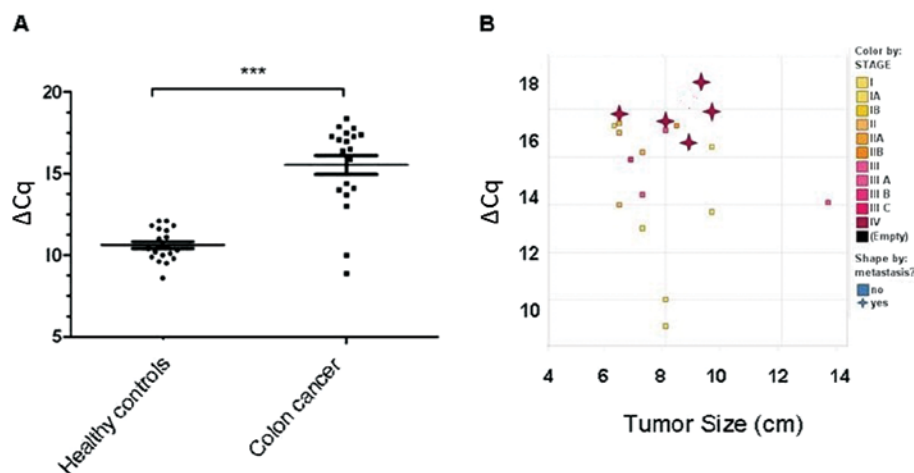 A
***
20
15
10
5
ΔCq
Healthy controls
Colon cancer
B
18
16
14
12
10
ΔCq
4
6
8
10
12
14
Tumor Size (cm)
Color by:
STAGE
I
IA
IB
II
IIA
IIB
III
III A
III B
III C
IV
(Empty)
Shape by:
metastasis?
no
yes